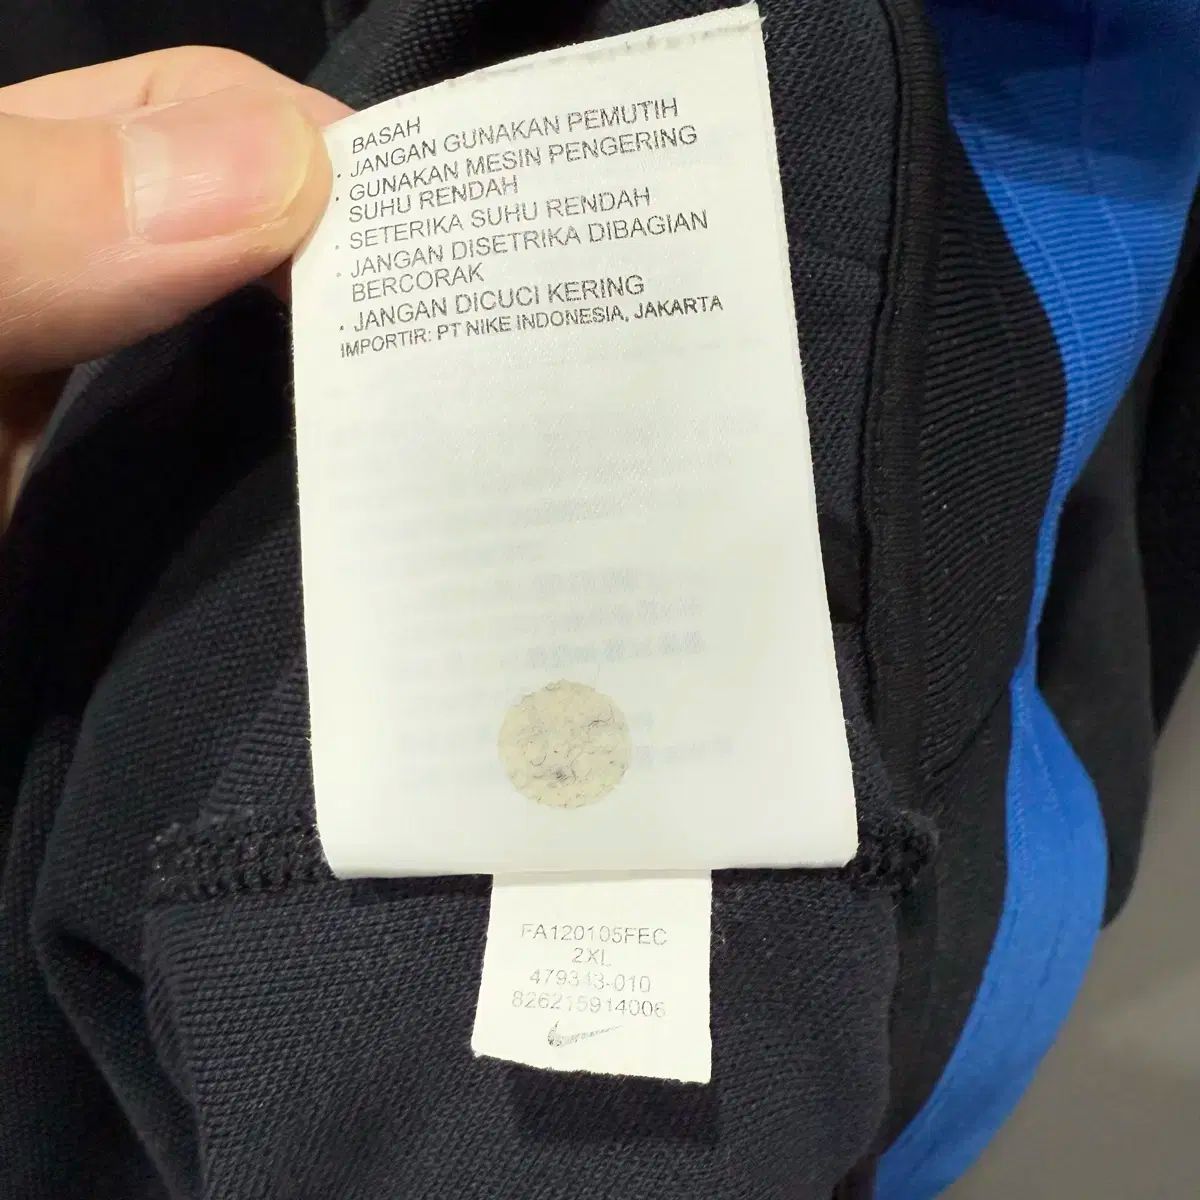 BASAH
. JANGAN GUNAKAN PEMUTIH
. GUNAKAN MESIN PENGERING
SUHU RENDAH
. SETERIKA SUHU RENDAH
. JANGAN DISETRIKA DIBAGIAN
BERCORAK
. JANGAN DICUCI KERING
IMPORTIR: PT NIKE INDONESIA, JAKARTA
FA120105FEC
2XL
479343-010
826215914006